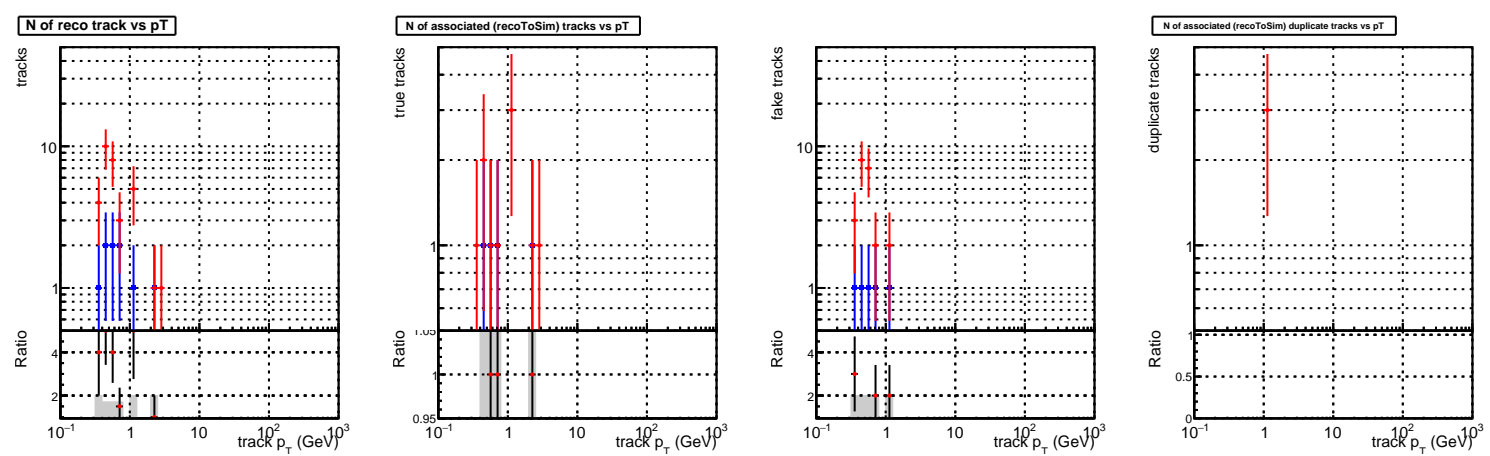 N of reco track vs pT
tracks
10
1
Ratio
4
2
10⁻¹ 1 10 10² 10³
track p_T (GeV)
N of associated (recoToSim) tracks vs pT
true tracks
1
Ratio
1.05
1
0.95
10⁻¹ 1 10 10² 10³
track p_T (GeV)
fake tracks
10
1
Ratio
4
2
10⁻¹ 1 10 10² 10³
track p_T (GeV)
N of associated (recoToSim) duplicate tracks vs pT
duplicate tracks
1
Ratio
1
0.5
0
10⁻¹ 1 10 10² 10³
track p_T (GeV)